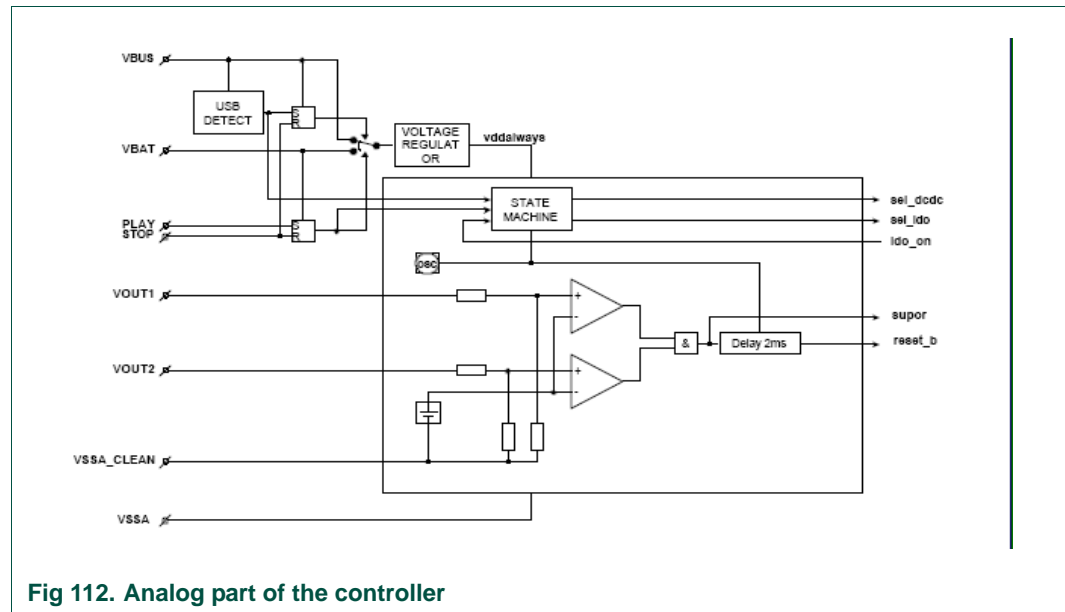 VBUS
USB
DETECT
S
R
VOLTAGE
REGULAT
OR
vddalways
VBAT
STATE
MACHINE
sel_dcdc
sel_ldo
ldo_on
PLAY
STOP
S
R
osc
VOUT1
+
-
supor
&
Delay 2ms
reset_b
VOUT2
+
-
VSSA_CLEAN
VSSA
Fig 112. Analog part of the controller